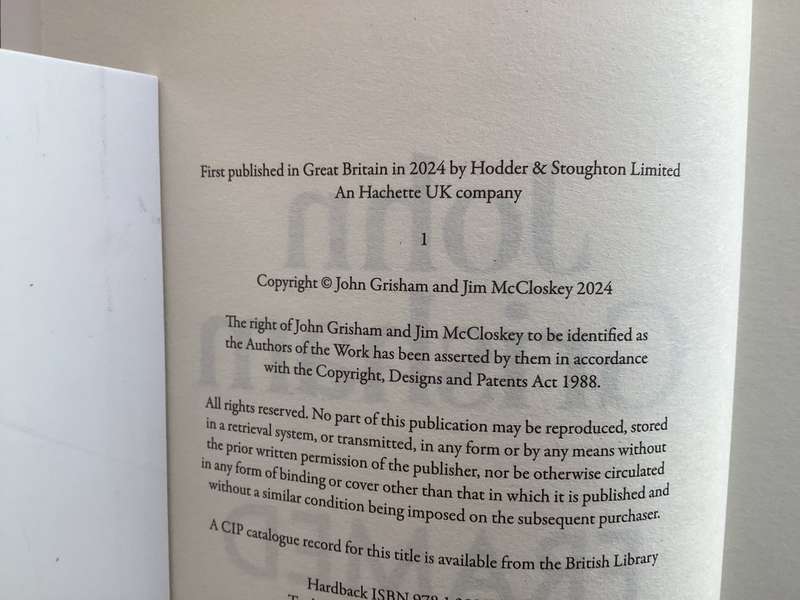 First published in Great Britain in 2024 by Hodder & Stoughton Limited
An Hachette UK company
1
Copyright © John Grisham and Jim McCloskey 2024
The right of John Grisham and Jim McCloskey to be identified as
the Authors of the Work has been asserted by them in accordance
with the Copyright, Designs and Patents Act 1988.
All rights reserved. No part of this publication may be reproduced, stored
in a retrieval system, or transmitted, in any form or by any means without
the prior written permission of the publisher, nor be otherwise circulated
in any form of binding or cover other than that in which it is published and
without a similar condition being imposed on the subsequent purchaser.
A CIP catalogue record for this title is available from the British Library
Hardback ISBN 978 1